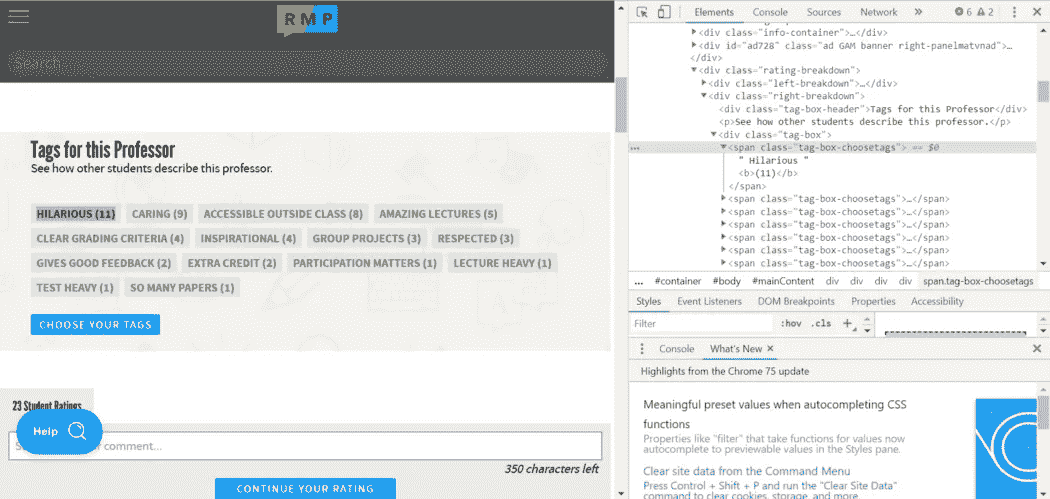 RMP
Search
Tags for this Professor
See how other students describe this professor.
HILARIOUS (11) CARING (9) ACCESSIBLE OUTSIDE CLASS (8) AMAZING LECTURES (5)
CLEAR GRADING CRITERIA (4) INSPIRATIONAL (4) GROUP PROJECTS (3) RESPECTED (3)
GIVES GOOD FEEDBACK (2) EXTRA CREDIT (2) PARTICIPATION MATTERS (1) LECTURE HEAVY (1)
TEST HEAVY (1) SO MANY PAPERS (1)
CHOOSE YOUR TAGS
23 Student Ratings
Help
comment...
350 characters left
CONTINUE YOUR RATING
Elements Console Sources Network » 6 2
▶<div class="info-container">…</div>
▶<div id="ad728" class="ad GAM banner right-panelmatvnad">…
</div>
▼<div class="rating-breakdown">
▶<div class="left-breakdown">…</div>
▼<div class="right-breakdown">
<div class="tag-box-header">Tags for this Professor</div>
<p>See how other students describe this professor.</p>
▼<div class="tag-box">
… ▼<span class="tag-box-choosetags"> == $0
" Hilarious "
<b>(11)</b>
</span>
▶<span class="tag-box-choosetags">…</span>
▶<span class="tag-box-choosetags">…</span>
▶<span class="tag-box-choosetags">…</span>
▶<span class="tag-box-choosetags">…</span>
▶<span class="tag-box-choosetags">…</span>
▶<span class="tag-box-choosetags">…</span>
… #container #body #mainContent div div div div span.tag-box-choosetags
Styles Event Listeners DOM Breakpoints Properties Accessibility
Filter :hov .cls +
Console What's New ×
Highlights from the Chrome 75 update
Meaningful preset values when autocompleting CSS
functions
Properties like "filter" that take functions for values now
autocomplete to previewable values in the Styles pane.
Clear site data from the Command Menu
Press Control + Shift + P and run the "Clear Site Data"
command to clear cookies, storage, and more